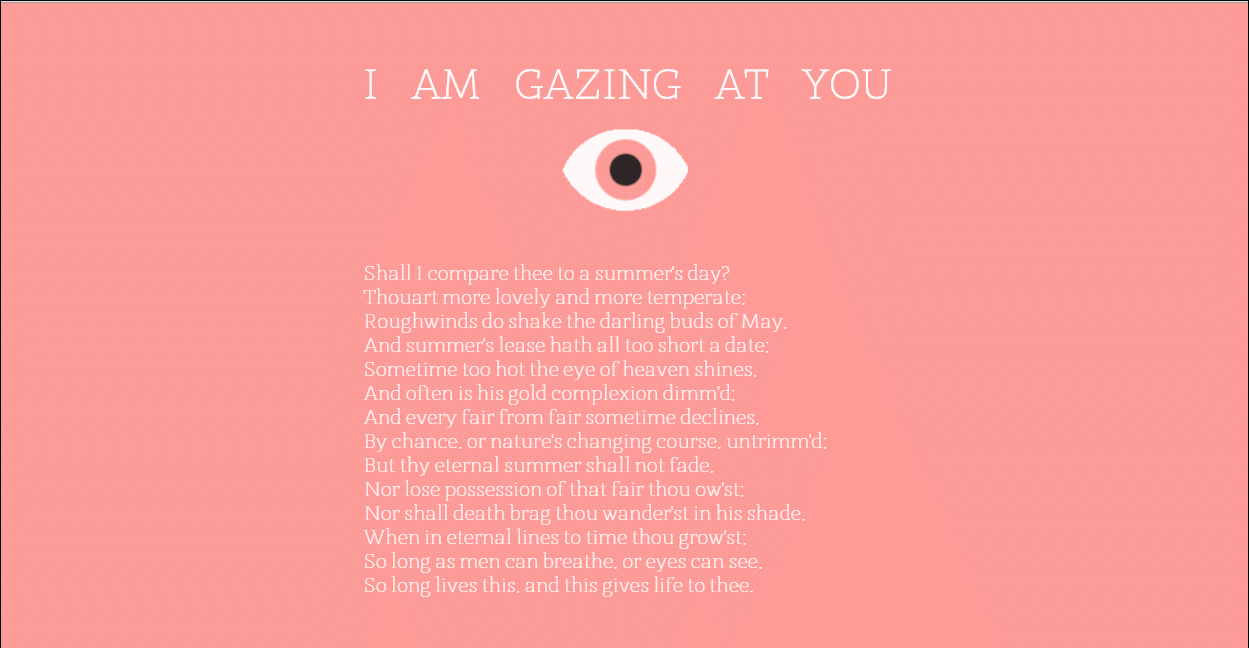 I AM GAZING AT YOU
Shall I compare thee to a summer's day?
Thouart more lovely and more temperate;
Roughwinds do shake the darling buds of May,
And summer's lease hath all too short a date;
Sometime too hot the eye of heaven shines,
And often is his gold complexion dimm'd;
And every fair from fair sometime declines,
By chance, or nature's changing course, untrimm'd;
But thy eternal summer shall not fade,
Nor lose possession of that fair thou ow'st;
Nor shall death brag thou wander'st in his shade,
When in eternal lines to time thou grow'st;
So long as men can breathe, or eyes can see,
So long lives this, and this gives life to thee.